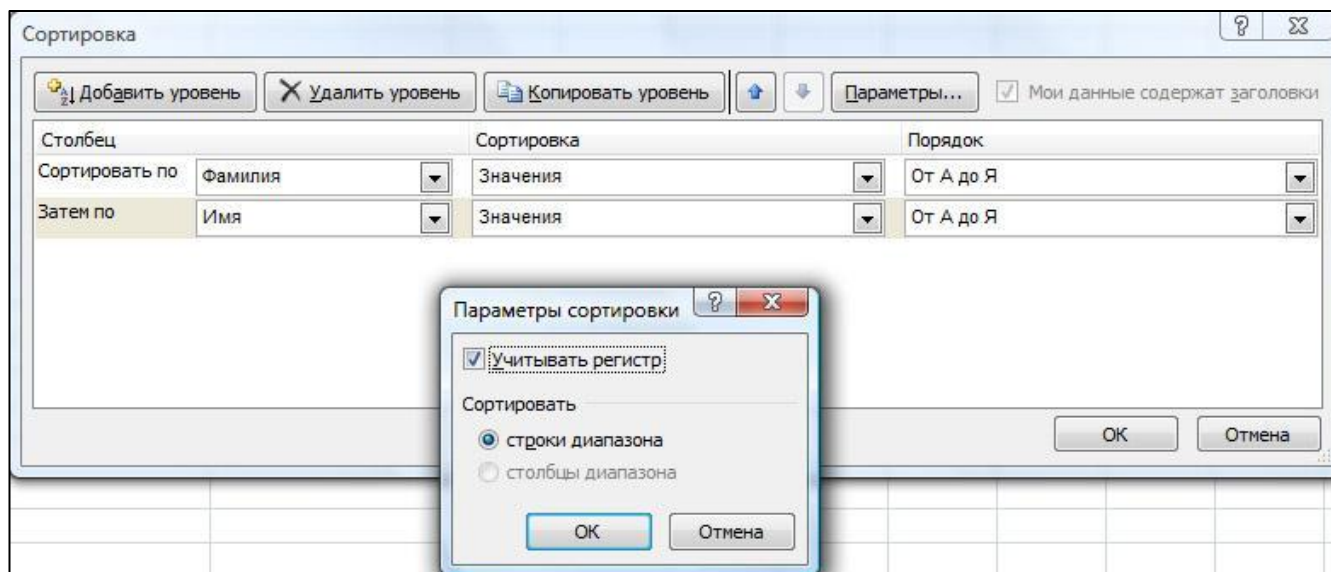 Сортировка
Добавить уровень Удалить уровень Копировать уровень Параметры... Мои данные содержат заголовки
Столбец Сортировка Порядок
Сортировать по Фамилия Значения От А до Я
Затем по Имя Значения От А до Я
Параметры сортировки
Учитывать регистр
Сортировать
строки диапазона
столбцы диапазона
ОК Отмена
ОК Отмена